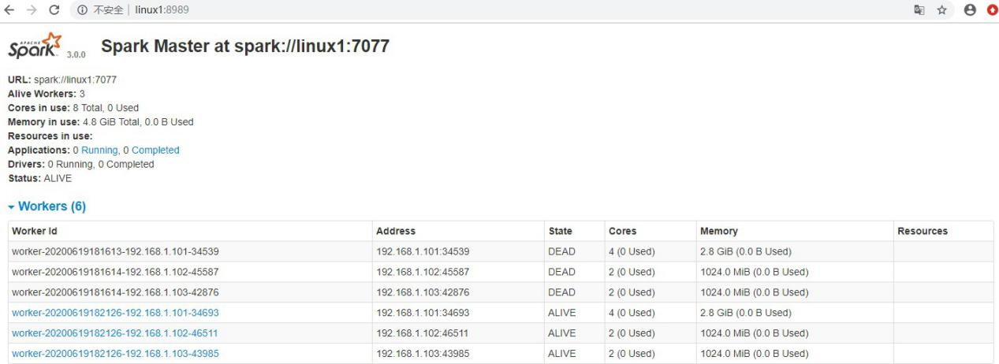 不安全 linux1:8989
APACHE Spark 3.0.0 Spark Master at spark://linux1:7077
URL: spark://linux1:7077
Alive Workers: 3
Cores in use: 8 Total, 0 Used
Memory in use: 4.8 GiB Total, 0.0 B Used
Resources in use:
Applications: 0 Running, 0 Completed
Drivers: 0 Running, 0 Completed
Status: ALIVE
Workers (6)
Worker Id Address State Cores Memory Resources
worker-20200619181613-192.168.1.101-34539 192.168.1.101:34539 DEAD 4 (0 Used) 2.8 GiB (0.0 B Used)
worker-20200619181614-192.168.1.102-45587 192.168.1.102:45587 DEAD 2 (0 Used) 1024.0 MiB (0.0 B Used)
worker-20200619181614-192.168.1.103-42876 192.168.1.103:42876 DEAD 2 (0 Used) 1024.0 MiB (0.0 B Used)
worker-20200619182126-192.168.1.101-34693 192.168.1.101:34693 ALIVE 4 (0 Used) 2.8 GiB (0.0 B Used)
worker-20200619182126-192.168.1.102-46511 192.168.1.102:46511 ALIVE 2 (0 Used) 1024.0 MiB (0.0 B Used)
worker-20200619182126-192.168.1.103-43985 192.168.1.103:43985 ALIVE 2 (0 Used) 1024.0 MiB (0.0 B Used)